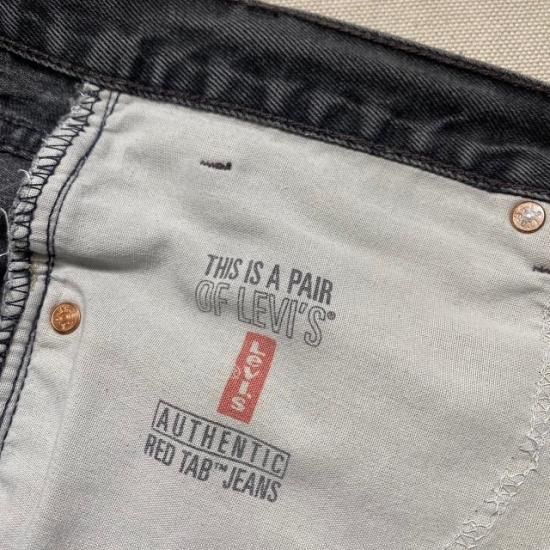 THIS IS A PAIR
OF LEVI'S®
LEVI'S
®
AUTHENTIC
RED TAB™ JEANS